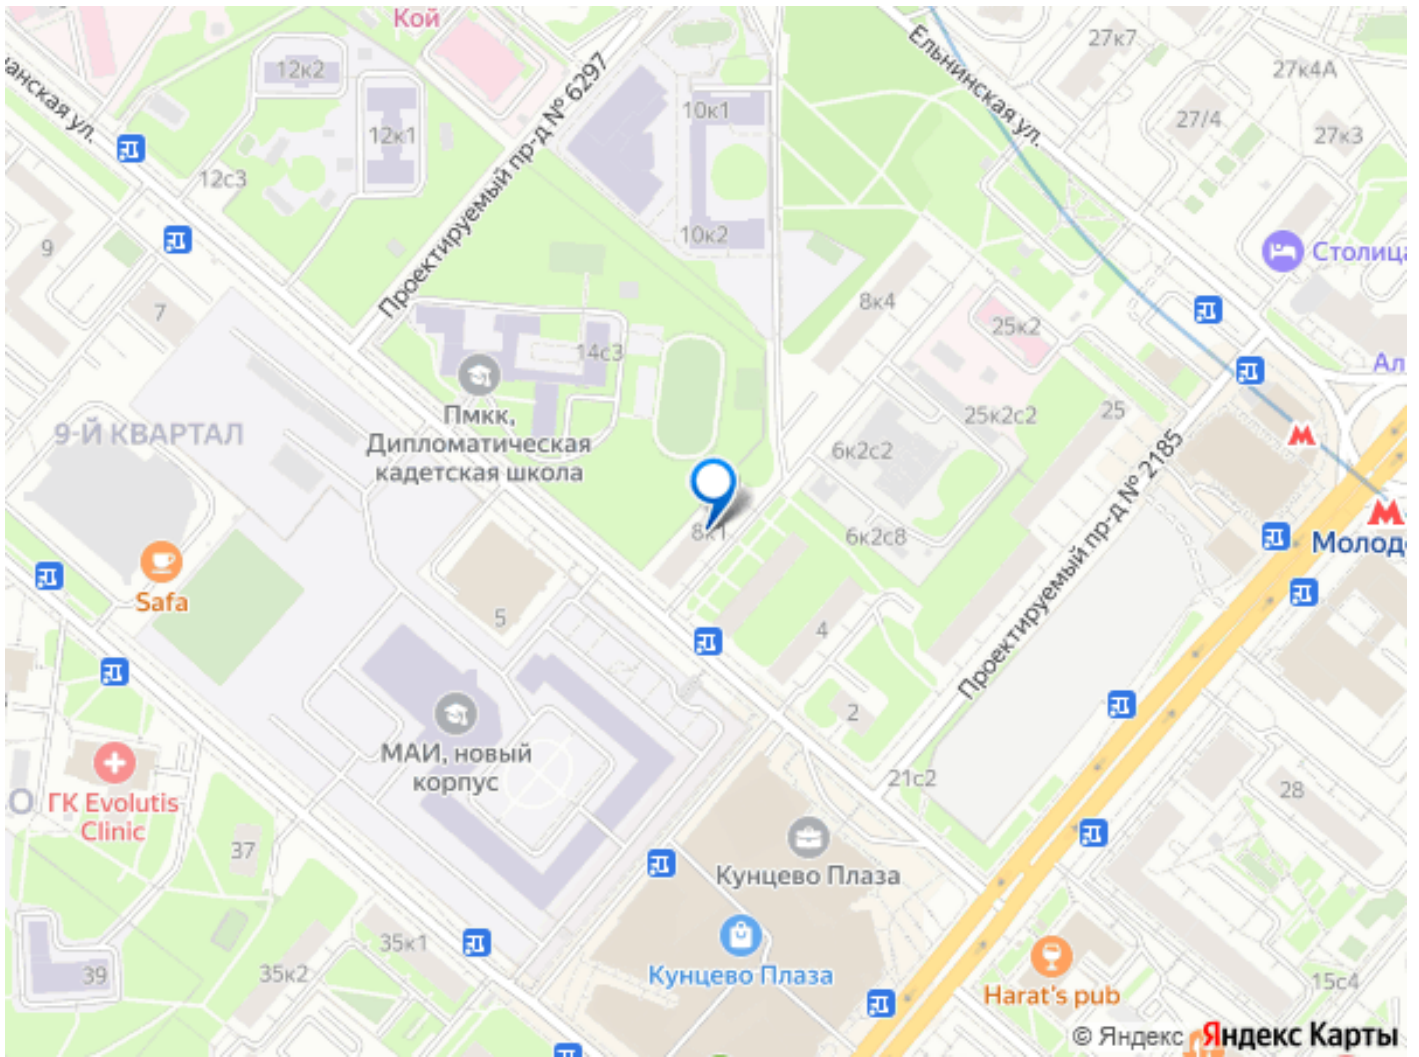 Кой
27к7
Ельнинская ул.
27к4А
12к2
Проектируемый пр-д № 6297
анская ул.
10к1
27/4
27к3
12к1
12с3
10к2
9
Столица
8к4
7
25к2
14с3
Ал
25к2с2
25
Пмкк,
Дипломатическая
кадетская школа
9-Й КВАРТАЛ
6к2с2
Проектируемый пр-д № 2185
8к1
6к2с8
Молод
Safa
5
4
2
МАИ, новый
корпус
21с2
28
О
ГК Evolutis
Clinic
37
Кунцево Плаза
35к1
Кунцево Плаза
39
35к2
15с4
Harat's pub
© Яндекс Яндекс Карты